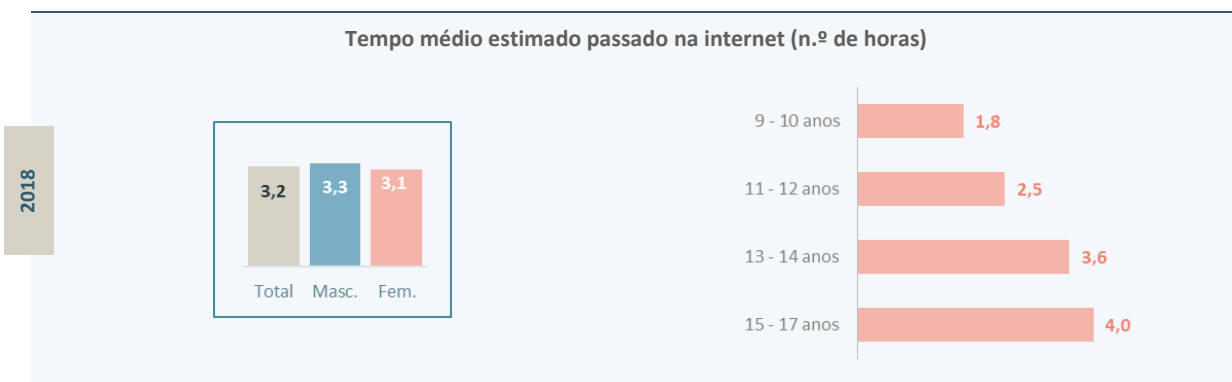 Tempo médio estimado passado na internet (n.º de horas)
2018
3,2
3,3
3,1
Total Masc. Fem.
9 - 10 anos 1,8
11 - 12 anos 2,5
13 - 14 anos 3,6
15 - 17 anos 4,0